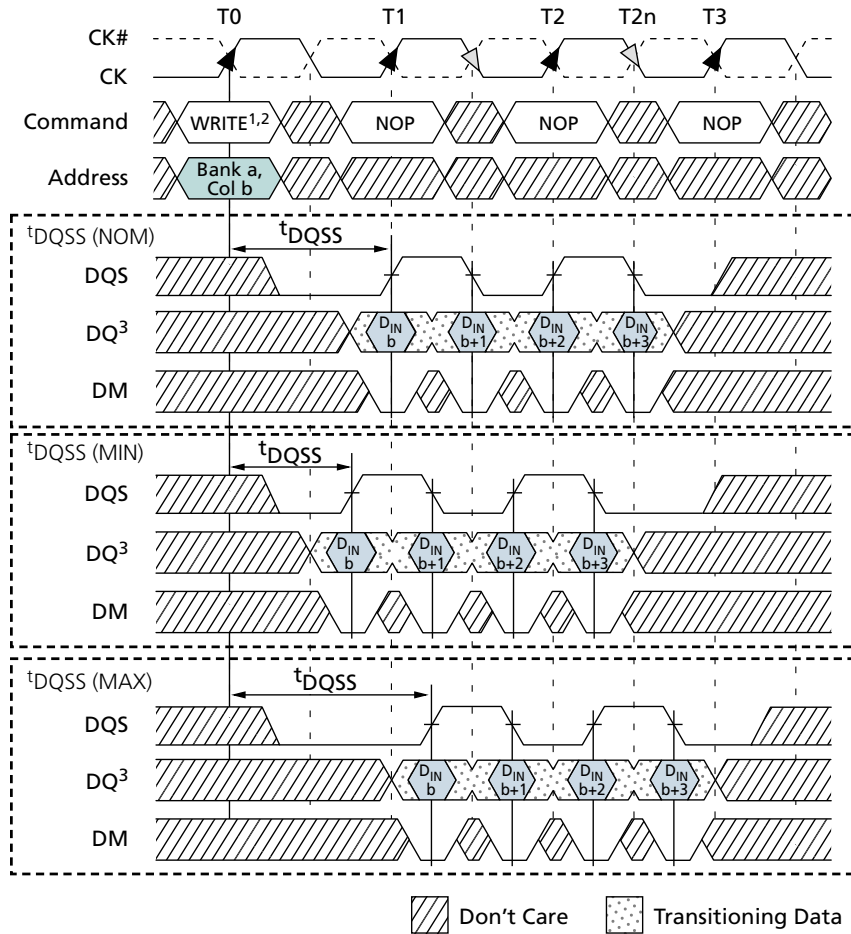 T0 T1 T2 T2n T3
CK#
CK
Command WRITE1,2 NOP NOP NOP
Address Bank a,
Col b
tDQSS (NOM) tDQSS
DQS
DQ3 DIN
b DIN
b+1 DIN
b+2 DIN
b+3
DM
tDQSS (MIN) tDQSS
DQS
DQ3 DIN
b DIN
b+1 DIN
b+2 DIN
b+3
DM
tDQSS (MAX) tDQSS
DQS
DQ3 DIN
b DIN
b+1 DIN
b+2 DIN
b+3
DM
Don't Care Transitioning Data